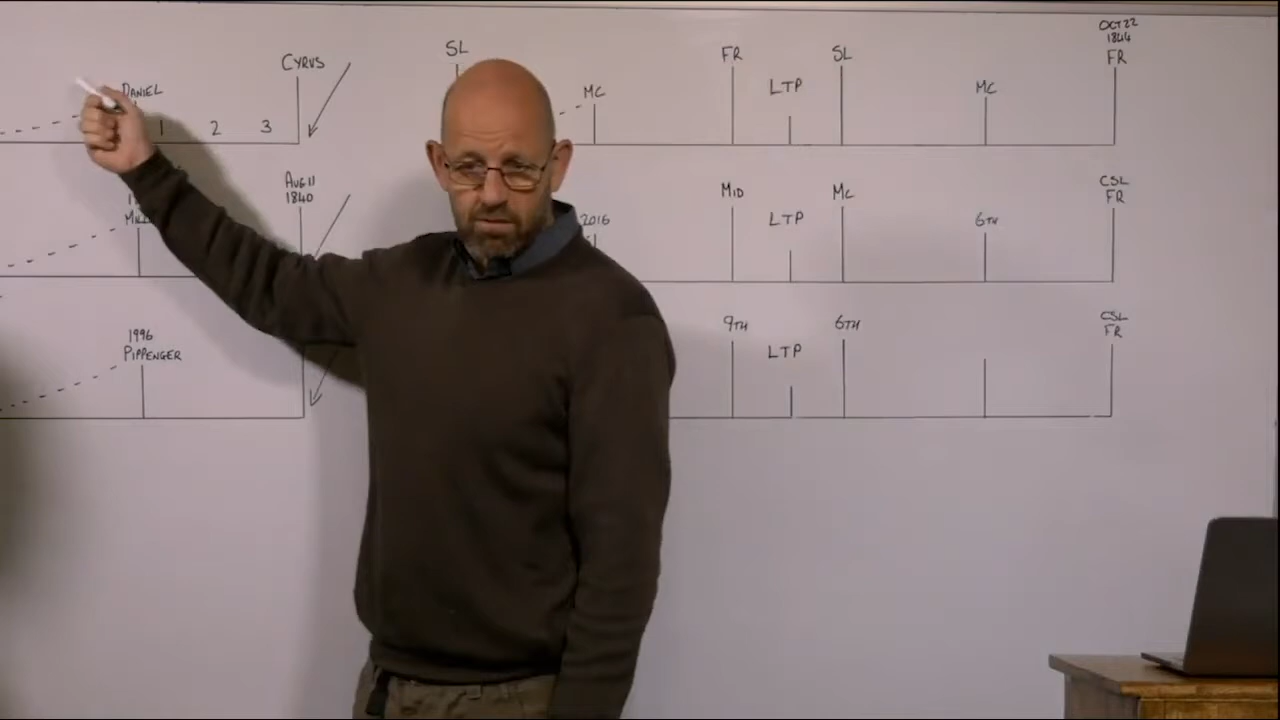 OCT 22
1844
SL
FR
SL
FR
CYRUS
DANIEL
MC
LTP
MC
1 2 3
AUG 11
1840
MID
MC
CSL
FR
2016
LTP
6TH
1996
PIPPENGER
9TH
LTP
6TH
CSL
FR